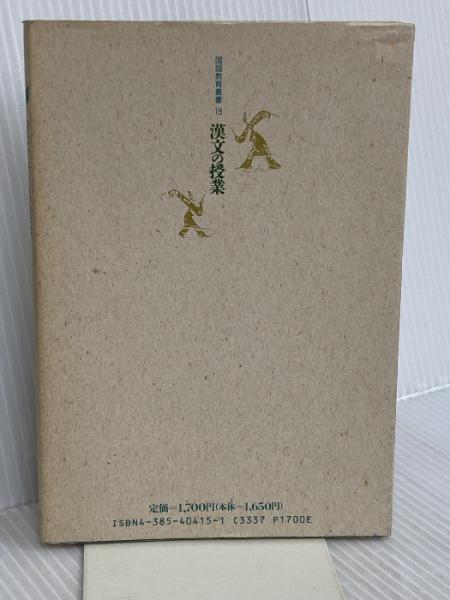 国語教育叢書 15
漢文の授業
定価=1,700円(本体=1,650円)
ISBN4-385-40415-1 C3337 P1700E